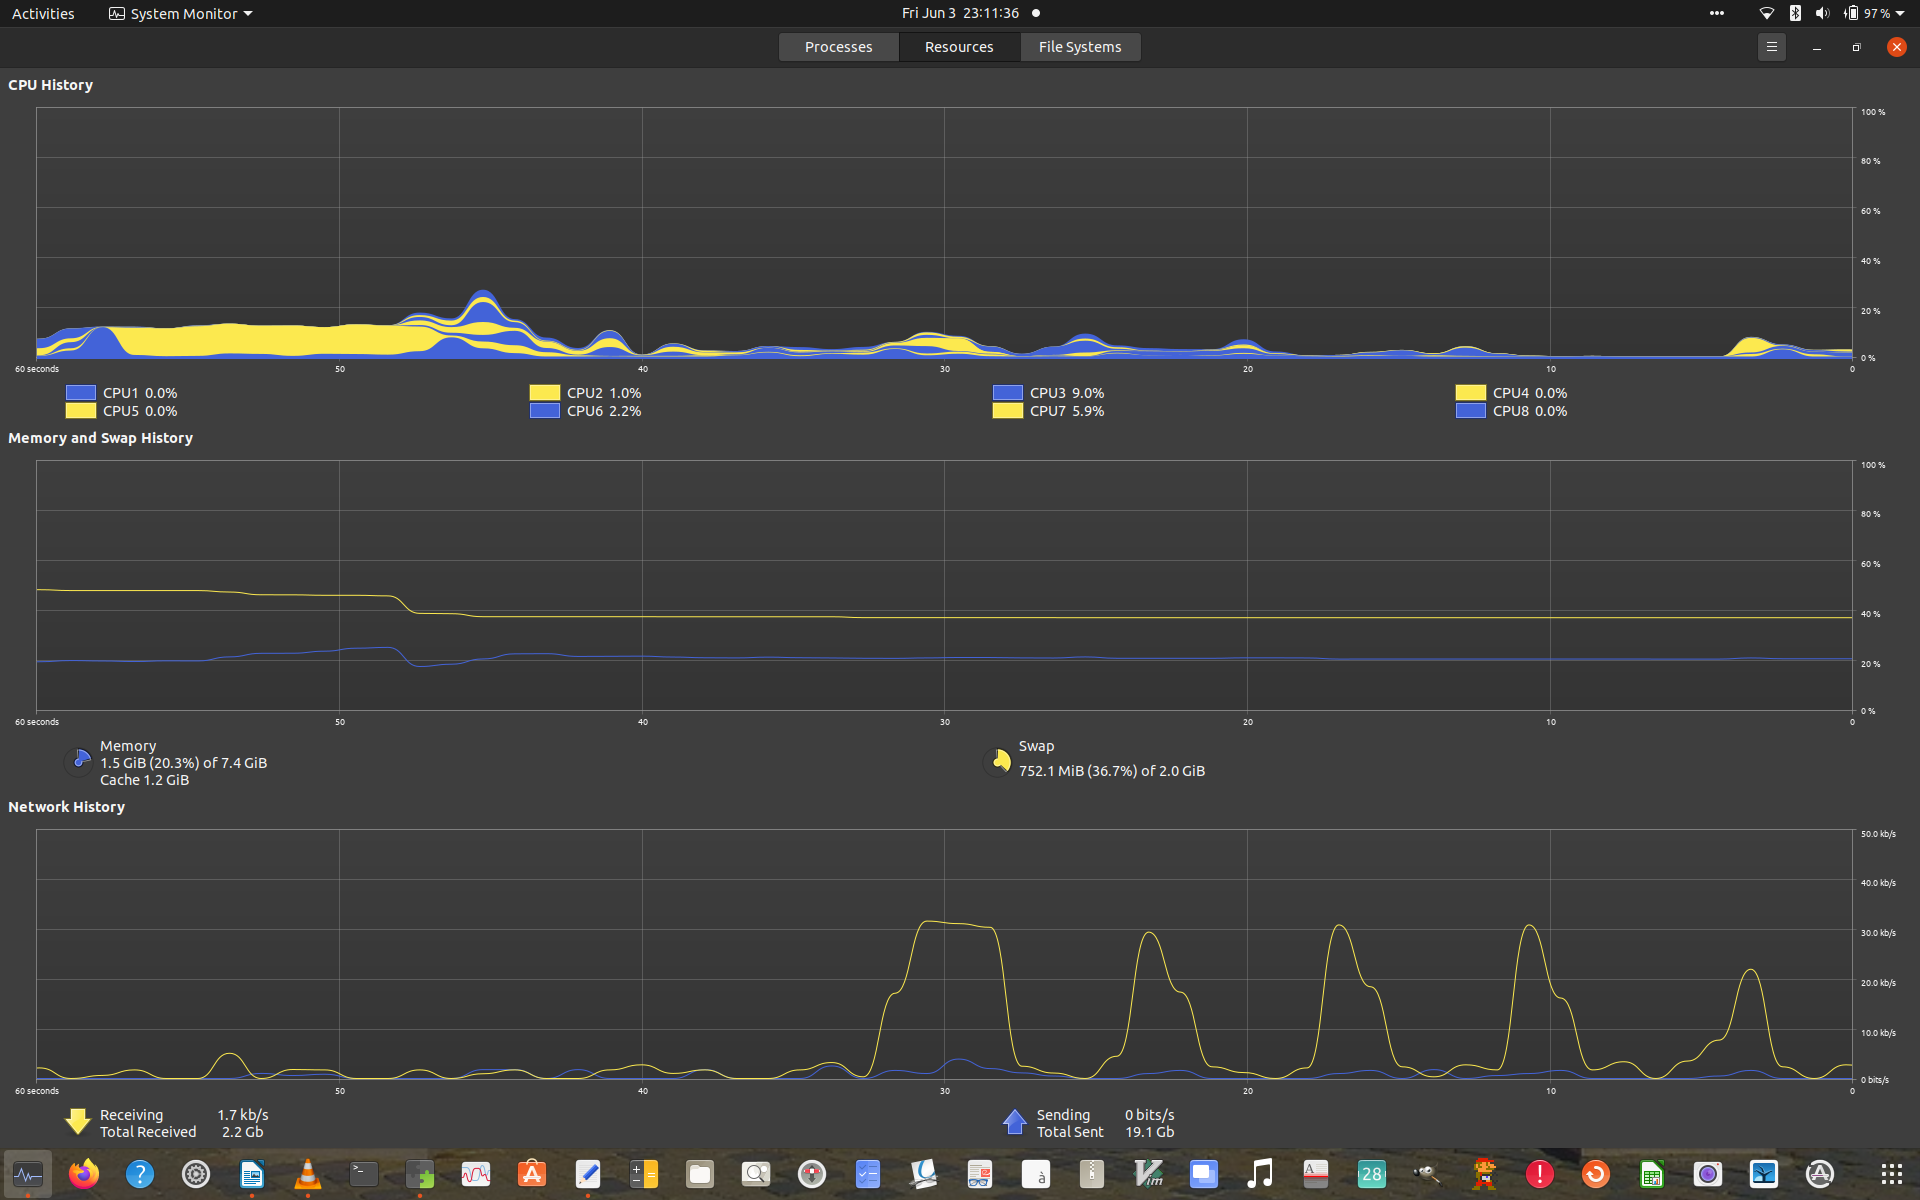 Activities System Monitor Fri Jun 3 23:11:36 97 %
Processes Resources File Systems
CPU History
100 %
80 %
60 %
40 %
20 %
0 %
60 seconds 50 40 30 20 10 0
CPU1 0.0% CPU2 1.0% CPU3 9.0% CPU4 0.0%
CPU5 0.0% CPU6 2.2% CPU7 5.9% CPU8 0.0%
Memory and Swap History
100 %
80 %
60 %
40 %
20 %
0 %
60 seconds 50 40 30 20 10 0
Memory
1.5 GiB (20.3%) of 7.4 GiB
Cache 1.2 GiB
Swap
752.1 MiB (36.7%) of 2.0 GiB
Network History
50.0 kb/s
40.0 kb/s
30.0 kb/s
20.0 kb/s
10.0 kb/s
0 bits/s
60 seconds 50 40 30 20 10 0
Receiving 1.7 kb/s
Total Received 2.2 Gb
Sending 0 bits/s
Total Sent 19.1 Gb
? >_ A à Vim A 28 ! A